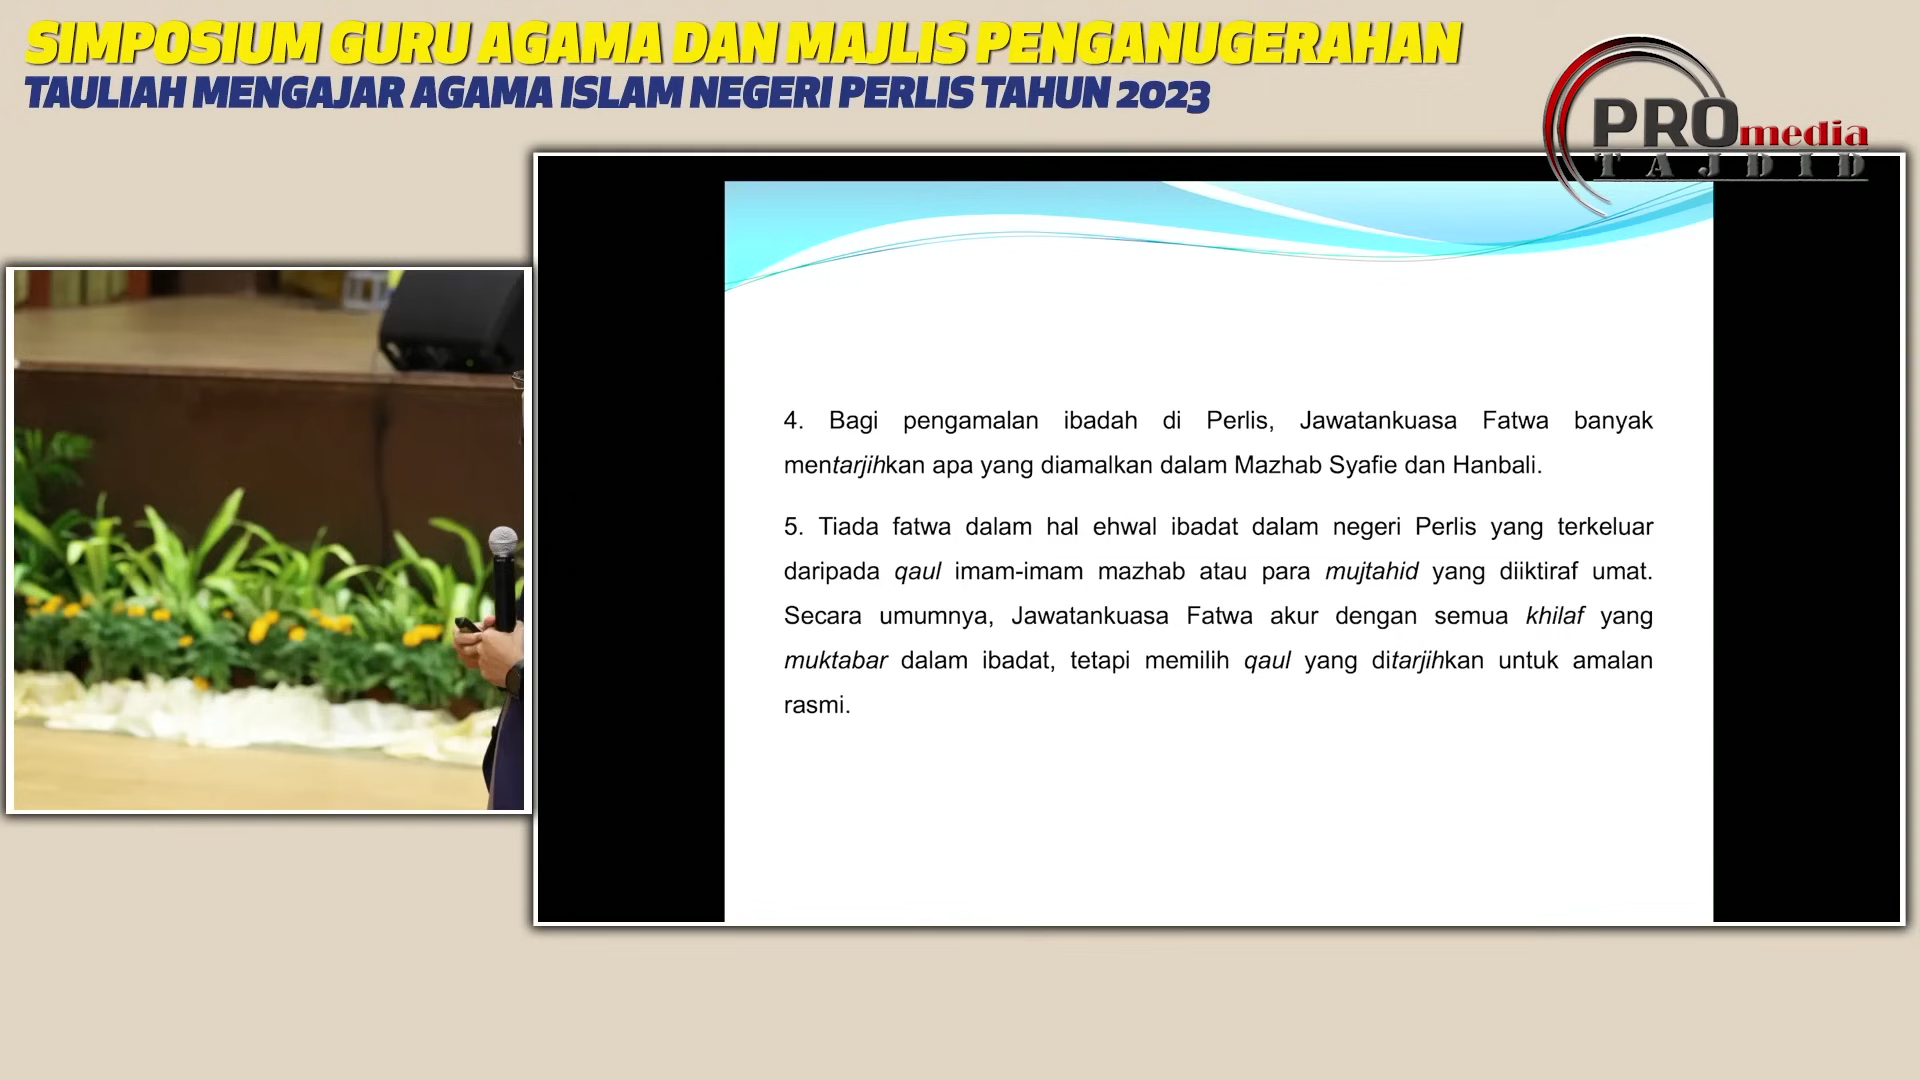 SIMPOSIUM GURU AGAMA DAN MAJLIS PENGANUGERAHAN
TAULIAH MENGAJAR AGAMA ISLAM NEGERI PERLIS TAHUN 2023
PROmedia
TAJDID
4. Bagi pengamalan ibadah di Perlis, Jawatankuasa Fatwa banyak
mentarjihkan apa yang diamalkan dalam Mazhab Syafie dan Hanbali.
5. Tiada fatwa dalam hal ehwal ibadat dalam negeri Perlis yang terkeluar
daripada qaul imam-imam mazhab atau para mujtahid yang diiktiraf umat.
Secara umumnya, Jawatankuasa Fatwa akur dengan semua khilaf yang
muktabar dalam ibadat, tetapi memilih qaul yang ditarjihkan untuk amalan
rasmi.